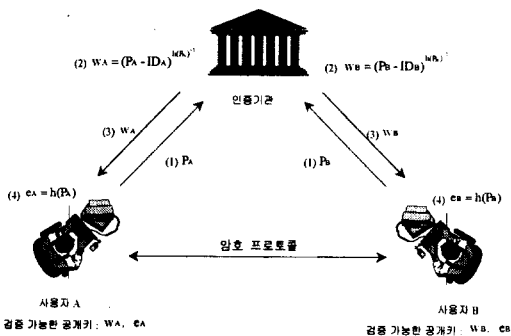 (2) wA = (PA - IDA)^h(PA)^-1
(2) wB = (PB - IDB)^h(PB)^-1
인증기관
(3) wA
(3) wB
(1) PA
(1) PB
(4) eA = h(PA)
(4) eB = h(PB)
암호 프로토콜
사용자 A
사용자 B
검증 가능한 공개키 : wA, eA
검증 가능한 공개키 : wB, eB